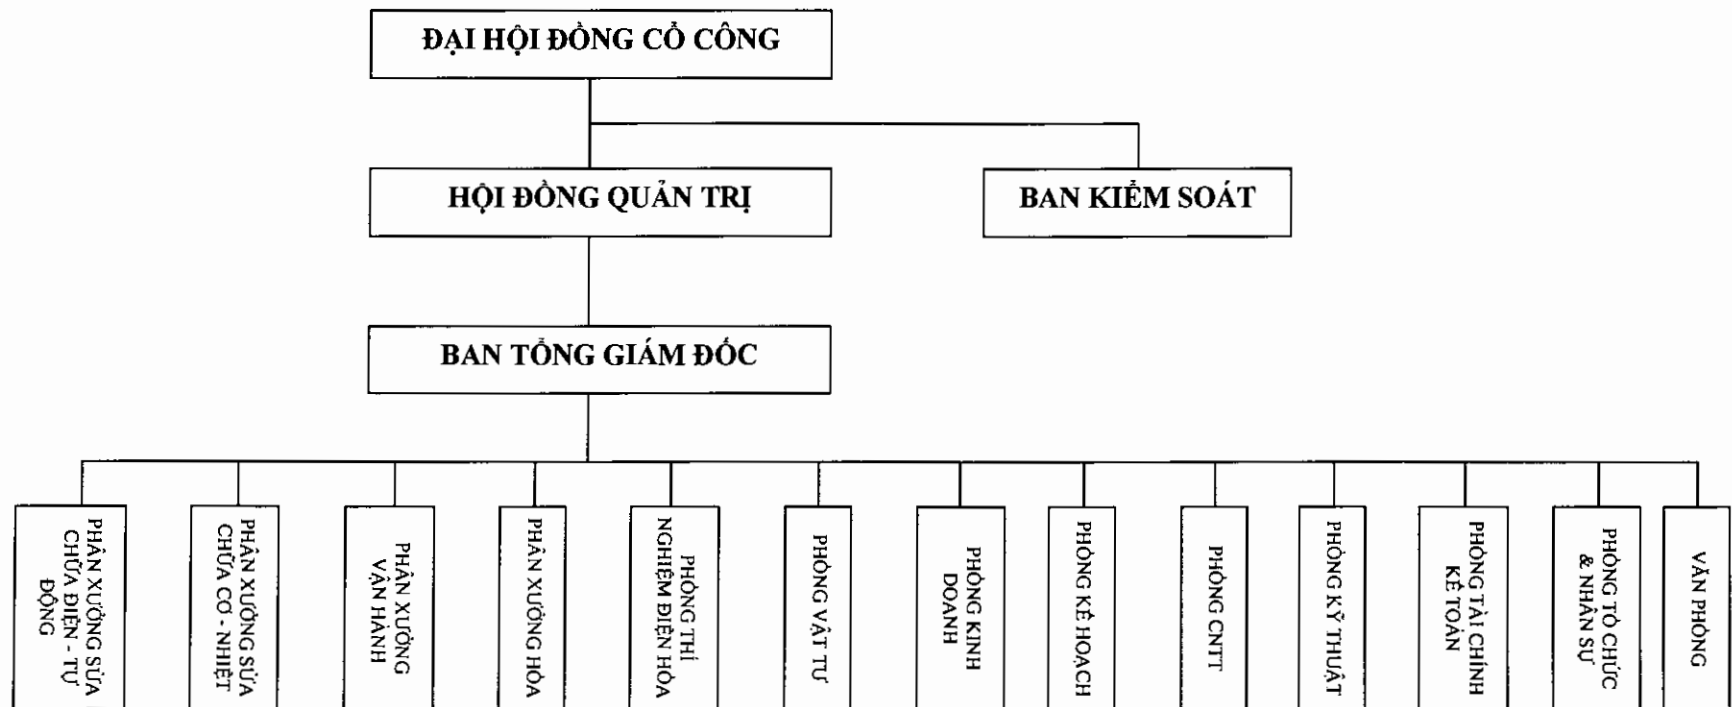 ĐẠI HỘI ĐỒNG CỔ CÔNG
HỘI ĐỒNG QUẢN TRỊ
BAN KIỂM SOÁT
BAN TỔNG GIÁM ĐỐC
PHÂN XƯỞNG SỬA
CHỮA ĐIỆN - TỰ
ĐỘNG
PHÂN XƯỞNG SỬA
CHỮA CƠ - NHIỆT
PHÂN XƯỞNG
VẬN HÀNH
PHÂN XƯỞNG HÓA
PHÒNG THÍ
NGHIỆM ĐIỆN HÓA
PHÒNG VẬT TƯ
PHÒNG KINH
DOANH
PHÒNG KẾ HOẠCH
PHÒNG CNTT
PHÒNG KỸ THUẬT
PHÒNG TÀI CHÍNH
KẾ TOÁN
PHÒNG TỔ CHỨC
& NHÂN SỰ
VĂN PHÒNG